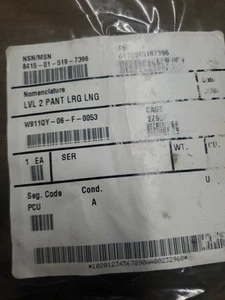 NSN/MSN
8415-01-519-7396
Nomenclature
LVL 2 PANT LRG LNG
W911QY-06-F-0053
CAGE
1 EA
SER
WT.
Seg. Code
Cond.
PCU
A
U